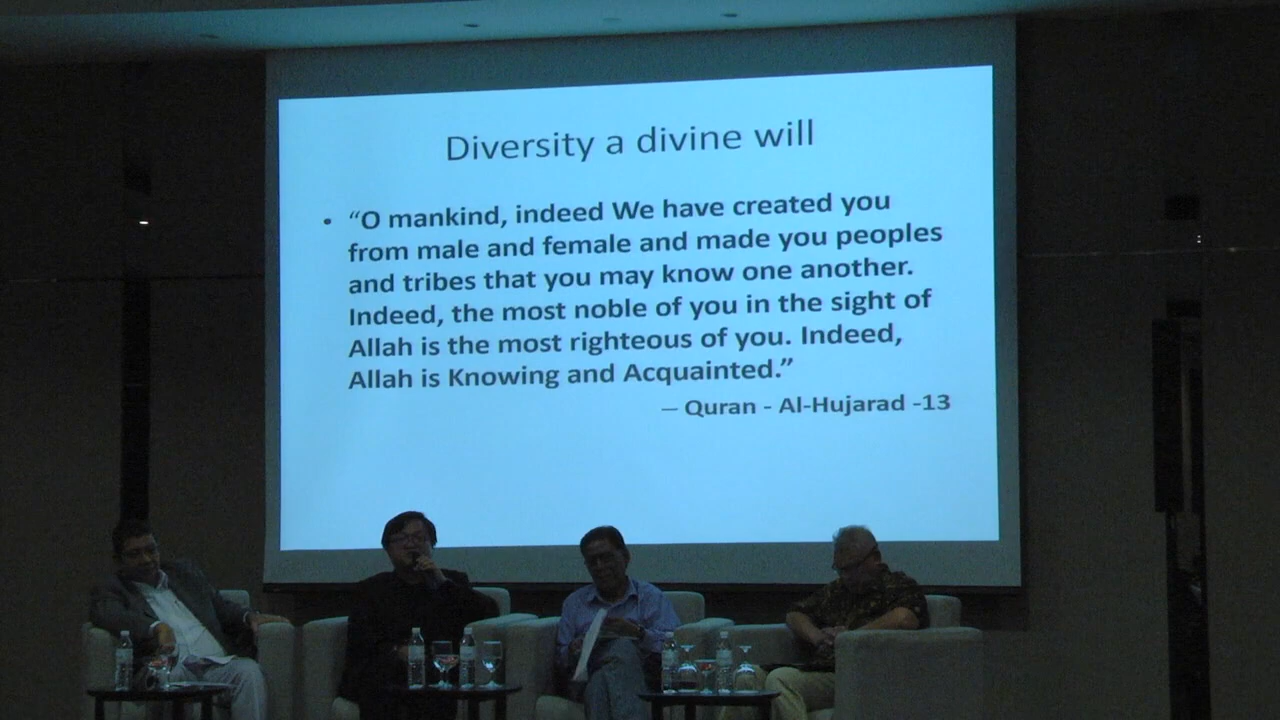 Diversity a divine will
• “O mankind, indeed We have created you
from male and female and made you peoples
and tribes that you may know one another.
Indeed, the most noble of you in the sight of
Allah is the most righteous of you. Indeed,
Allah is Knowing and Acquainted.”
— Quran - Al-Hujarad -13